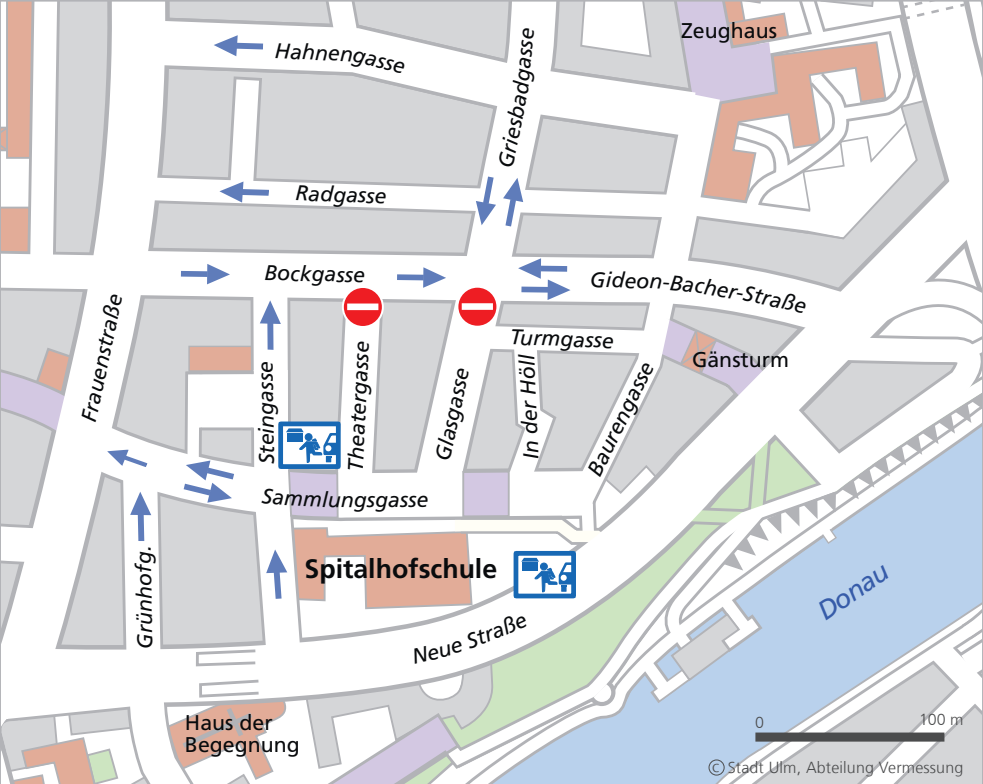 Zeughaus
Hahnengasse
Griesbadgasse
Radgasse
Bockgasse
Gideon-Bacher-Straße
Turmgasse
Gänsturm
Frauenstraße
Steingasse
Theatergasse
Glasgasse
In der Höll
Baurengasse
Sammlungsgasse
Grünhofg.
Spitalhofschule
Donau
Neue Straße
Haus der
Begegnung
0 100 m
© Stadt Ulm, Abteilung Vermessung